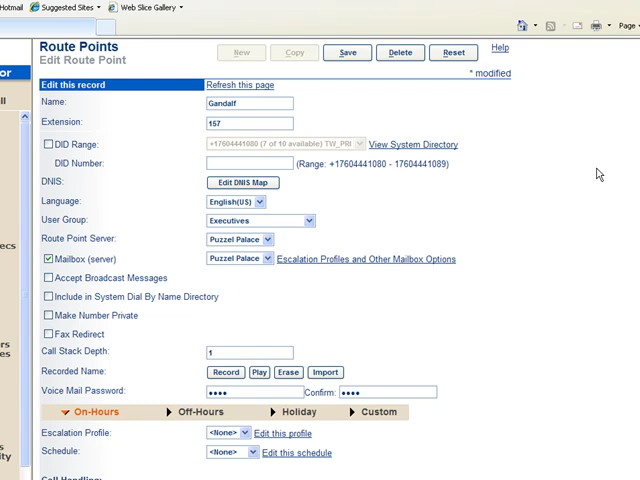 Hotmail Suggested Sites Web Slice Gallery
Page
Route Points
Edit Route Point
New Copy Save Delete Reset Help
* modified
Edit this record Refresh this page
Name: Gandalf
Extension: 157
DID Range: +17604441080 (7 of 10 available) TW_PRI View System Directory
DID Number: (Range: +17604441080 - 17604441089)
DNIS: Edit DNIS Map
Language: English(US)
User Group: Executives
Route Point Server: Puzzel Palace
Mailbox (server) Puzzel Palace Escalation Profiles and Other Mailbox Options
Accept Broadcast Messages
Include in System Dial By Name Directory
Make Number Private
Fax Redirect
Call Stack Depth: 1
Recorded Name: Record Play Erase Import
Voice Mail Password: •••• Confirm: ••••
On-Hours Off-Hours Holiday Custom
Escalation Profile: <None> Edit this profile
Schedule: <None> Edit this schedule
Call Handling: